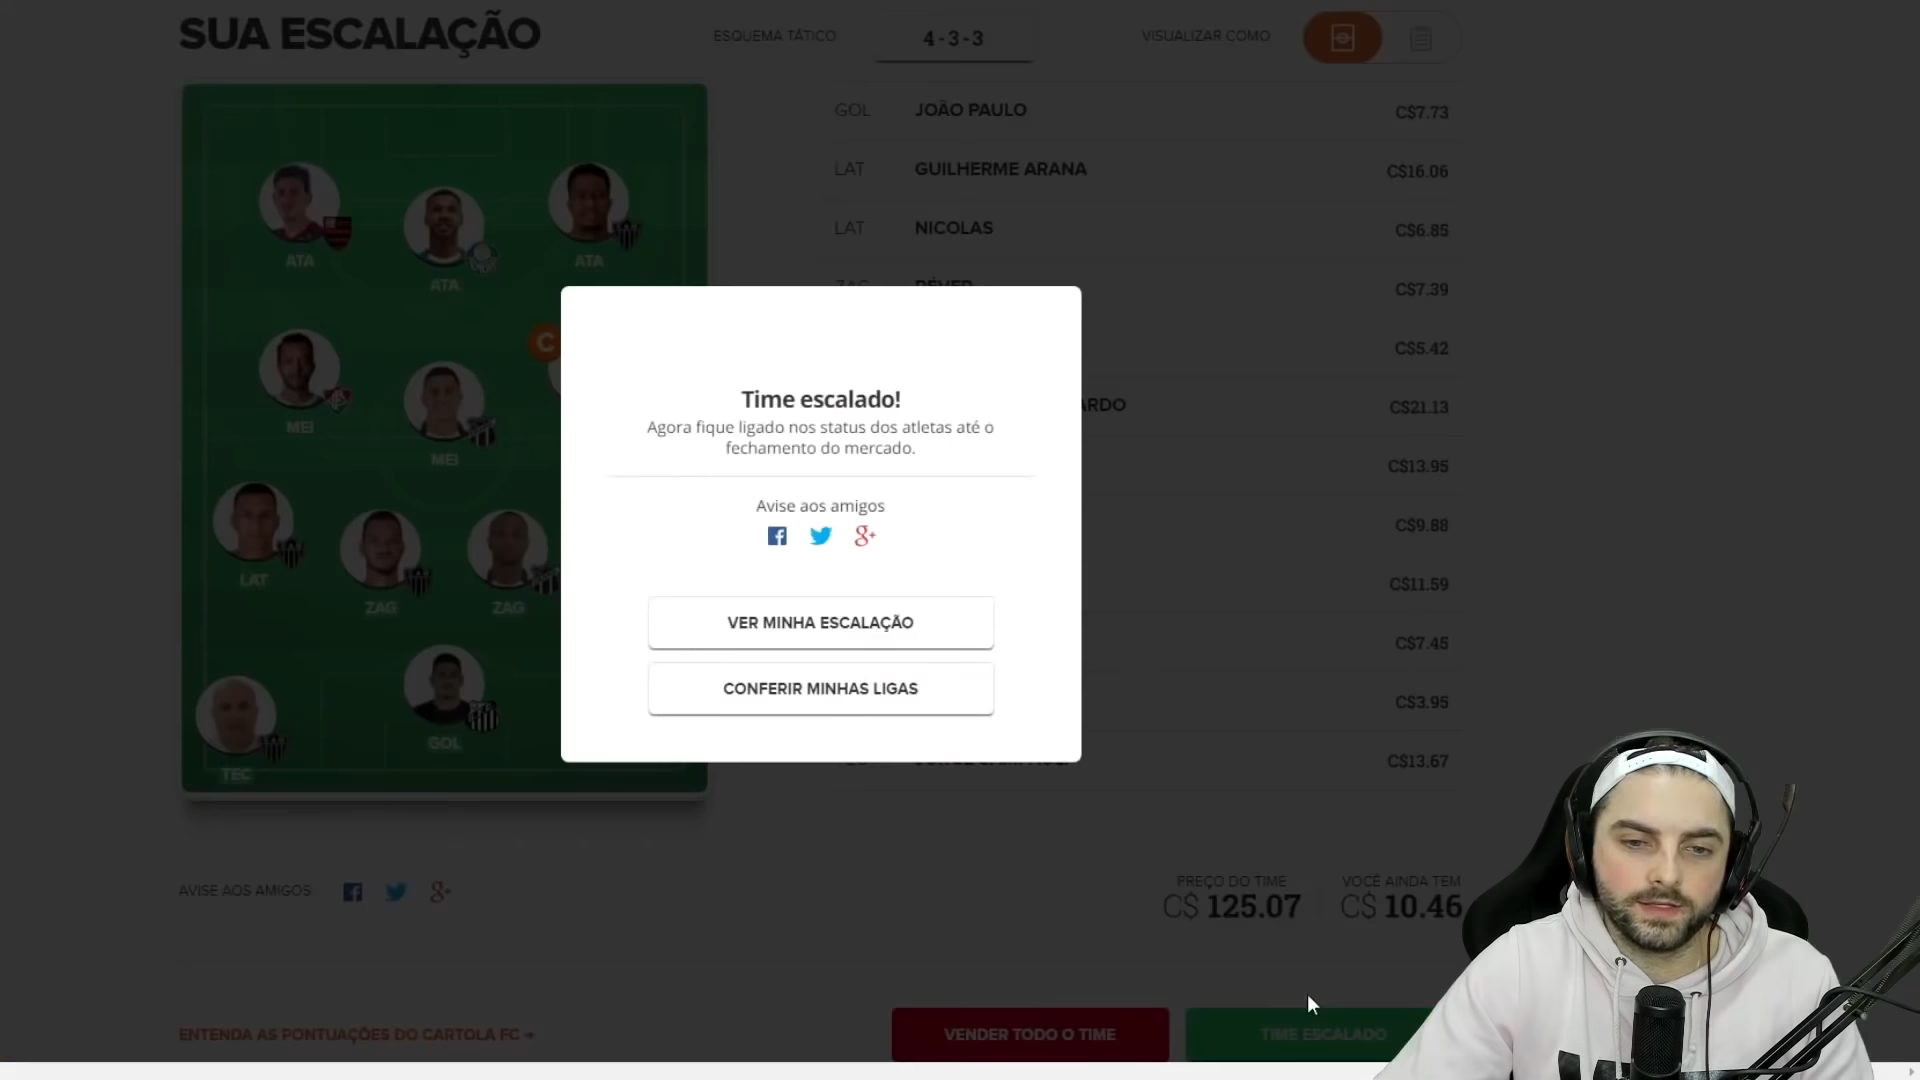 SUA ESCALAÇÃO
ESQUEMA TÁTICO
4-3-3
VISUALIZAR COMO
GOL JOÃO PAULO C$7.73
LAT GUILHERME ARANA C$16.06
LAT NICOLAS C$6.85
ZAG RÉVER C$7.39
C$5.42
ARDO C$21.13
C$13.95
C$9.88
C$11.59
C$7.45
C$3.95
C$13.67
ATA
ATA
ATA
C
MEI
MEI
LAT
ZAG
ZAG
GOL
TEC
Time escalado!
Agora fique ligado nos status dos atletas até o
fechamento do mercado.
Avise aos amigos
VER MINHA ESCALAÇÃO
CONFERIR MINHAS LIGAS
AVISE AOS AMIGOS
PREÇO DO TIME
C$ 125.07
VOCÊ AINDA TEM
C$ 10.46
ENTENDA AS PONTUAÇÕES DO CARTOLA FC
VENDER TODO O TIME
TIME ESCALADO